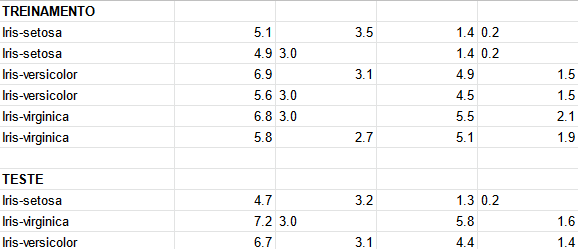 TREINAMENTO
Iris-setosa 5.1 3.5 1.4 0.2
Iris-setosa 4.9 3.0 1.4 0.2
Iris-versicolor 6.9 3.1 4.9 1.5
Iris-versicolor 5.6 3.0 4.5 1.5
Iris-virginica 6.8 3.0 5.5 2.1
Iris-virginica 5.8 2.7 5.1 1.9
TESTE
Iris-setosa 4.7 3.2 1.3 0.2
Iris-virginica 7.2 3.0 5.8 1.6
Iris-versicolor 6.7 3.1 4.4 1.4